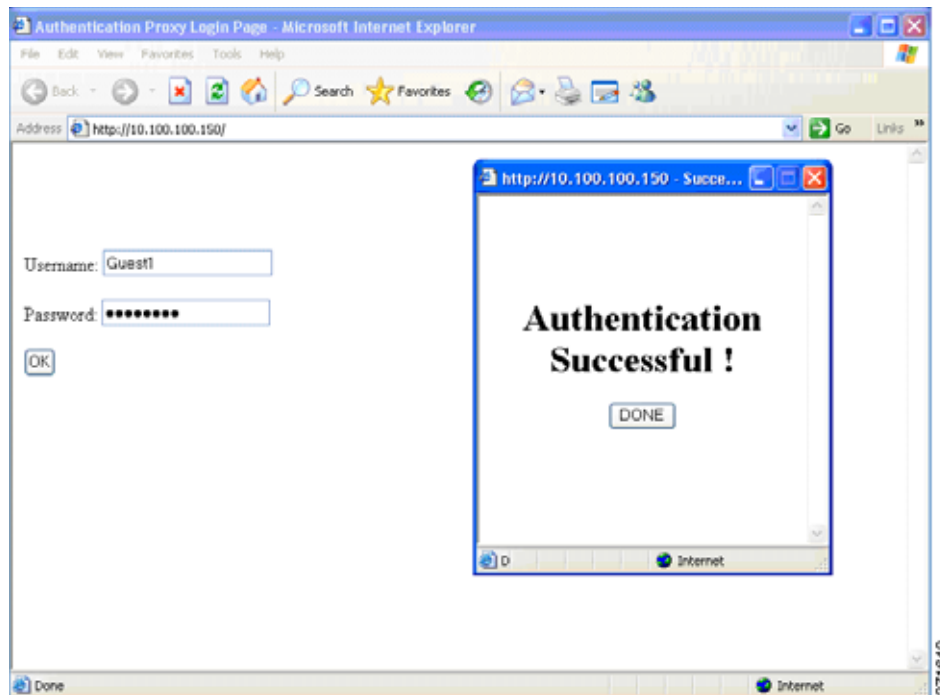 Authentication Proxy Login Page - Microsoft Internet Explorer
File Edit View Favorites Tools Help
Back Search Favorites
Address http://10.100.100.150/ Go Links »
http://10.100.100.150 - Succe...
Username: Guest1
Password: ••••••••
OK
Authentication
Successful !
DONE
D Internet
Done Internet